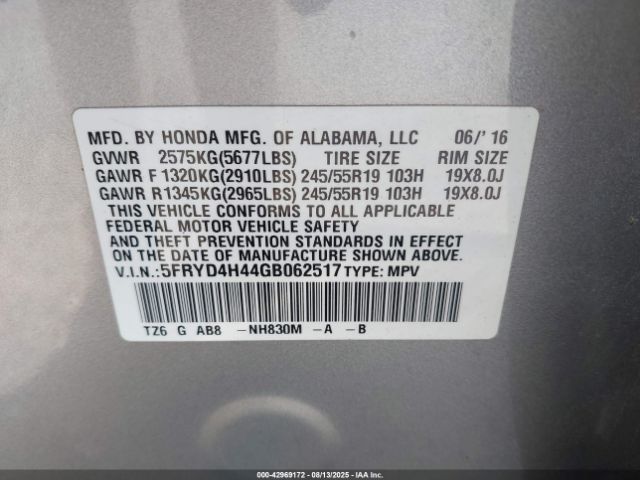 MFD. BY HONDA MFG. OF ALABAMA, LLC 06/' 16
GVWR 2575KG(5677LBS) TIRE SIZE RIM SIZE
GAWR F 1320KG(2910LBS) 245/55R19 103H 19X8.0J
GAWR R1345KG(2965LBS) 245/55R19 103H 19X8.0J
THIS VEHICLE CONFORMS TO ALL APPLICABLE
FEDERAL MOTOR VEHICLE SAFETY
AND THEFT PREVENTION STANDARDS IN EFFECT
ON THE DATE OF MANUFACTURE SHOWN ABOVE.
V.I.N.:5FRYD4H44GB062517 TYPE: MPV
TZ6 G AB8 -NH830M -A -B
000-42969172 - 08/13/2025 - IAA Inc.